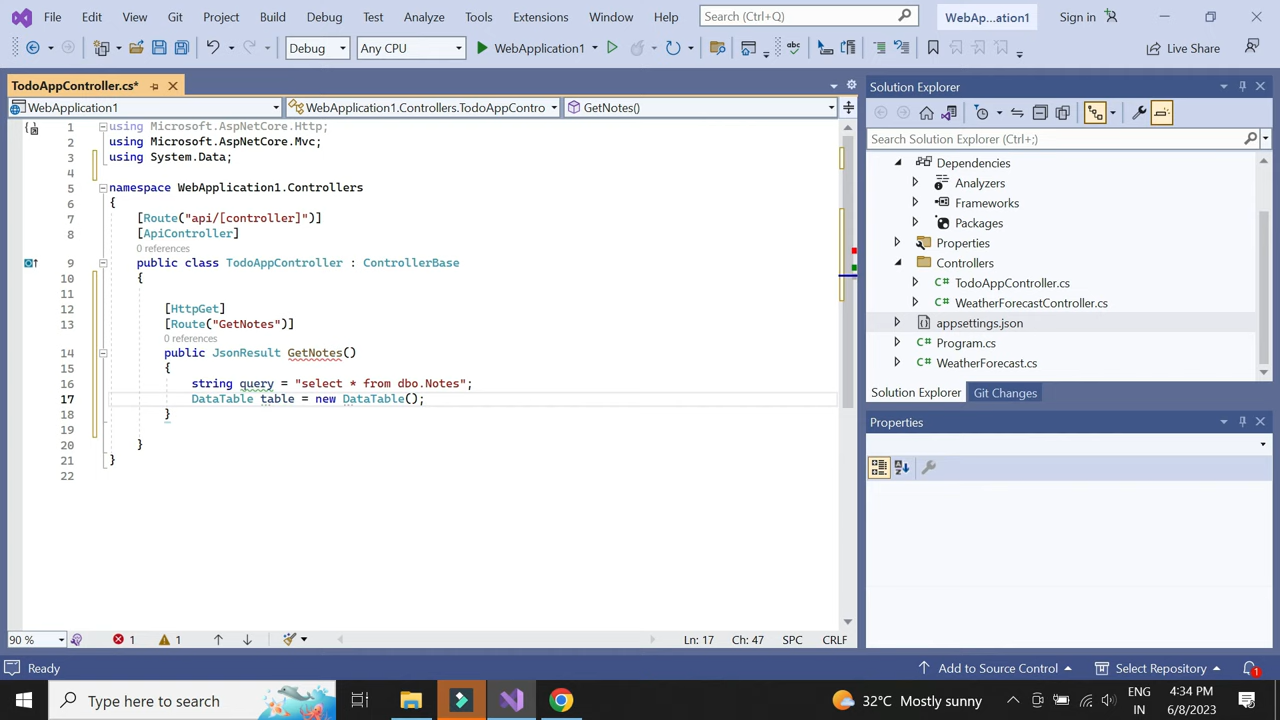 File Edit View Git Project Build Debug Test Analyze Tools Extensions Window Help Search (Ctrl+Q) WebAp...ation1 Sign in
Debug Any CPU WebApplication1 Live Share
TodoAppController.cs*
WebApplication1 WebApplication1.Controllers.TodoAppContro GetNotes()
1 using Microsoft.AspNetCore.Http;
2 using Microsoft.AspNetCore.Mvc;
3 using System.Data;
4
5 namespace WebApplication1.Controllers
6 {
7 [Route("api/[controller]")]
8 [ApiController]
0 references
9 public class TodoAppController : ControllerBase
10 {
11
12 [HttpGet]
13 [Route("GetNotes")]
0 references
14 public JsonResult GetNotes()
15 {
16 string query = "select * from dbo.Notes";
17 DataTable table = new DataTable();
18 }
19
20 }
21 }
22
90 % 1 1 Ln: 17 Ch: 47 SPC CRLF
Solution Explorer
Search Solution Explorer (Ctrl+;)
Dependencies
Analyzers
Frameworks
Packages
Properties
Controllers
TodoAppController.cs
WeatherForecastController.cs
appsettings.json
Program.cs
WeatherForecast.cs
Solution Explorer Git Changes
Properties
Ready Add to Source Control Select Repository 1
Type here to search 32°C Mostly sunny ENG IN 4:34 PM 6/8/2023